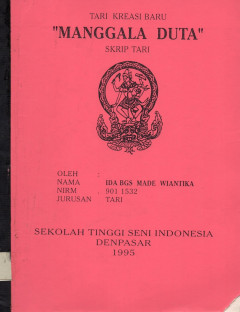 TARI KREASI BARU
"MANGGALA DUTA"
SKRIP TARI
OLEH :
NAMA : IDA BGS MADE WIANTIKA
NIRM : 901 1532
JURUSAN : TARI
SEKOLAH TINGGI SENI INDONESIA
DENPASAR
1995